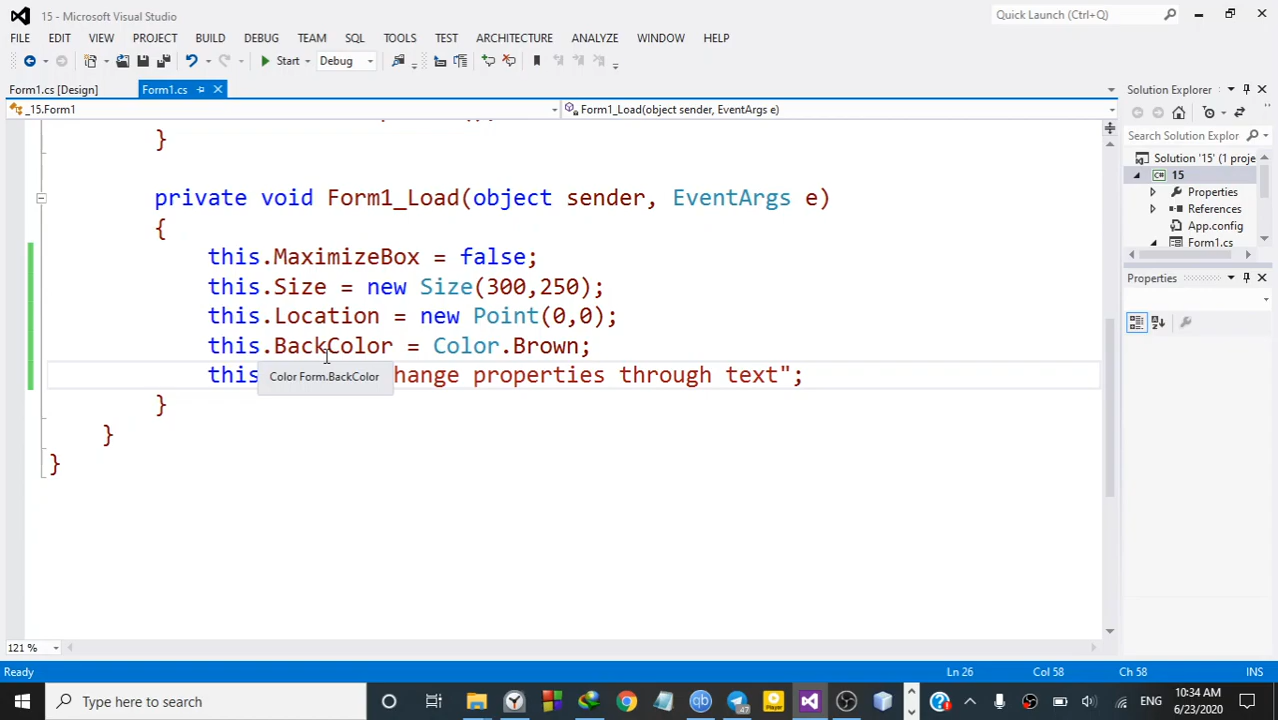 15 - Microsoft Visual Studio
Quick Launch (Ctrl+Q)
FILE EDIT VIEW PROJECT BUILD DEBUG TEAM SQL TOOLS TEST ARCHITECTURE ANALYZE WINDOW HELP
Start Debug
Form1.cs [Design] Form1.cs
_15.Form1 Form1_Load(object sender, EventArgs e)
}
private void Form1_Load(object sender, EventArgs e)
{
this.MaximizeBox = false;
this.Size = new Size(300,250);
this.Location = new Point(0,0);
this.BackColor = Color.Brown;
this hange properties through text";
Color Form.BackColor
}
}
}
Solution Explorer
Search Solution Explor
Solution '15' (1 proje
15
Properties
References
App.config
Form1.cs
Properties
121 %
Ready Ln 26 Col 58 Ch 58 INS
Type here to search
47
Player
ENG
10:34 AM
6/23/2020